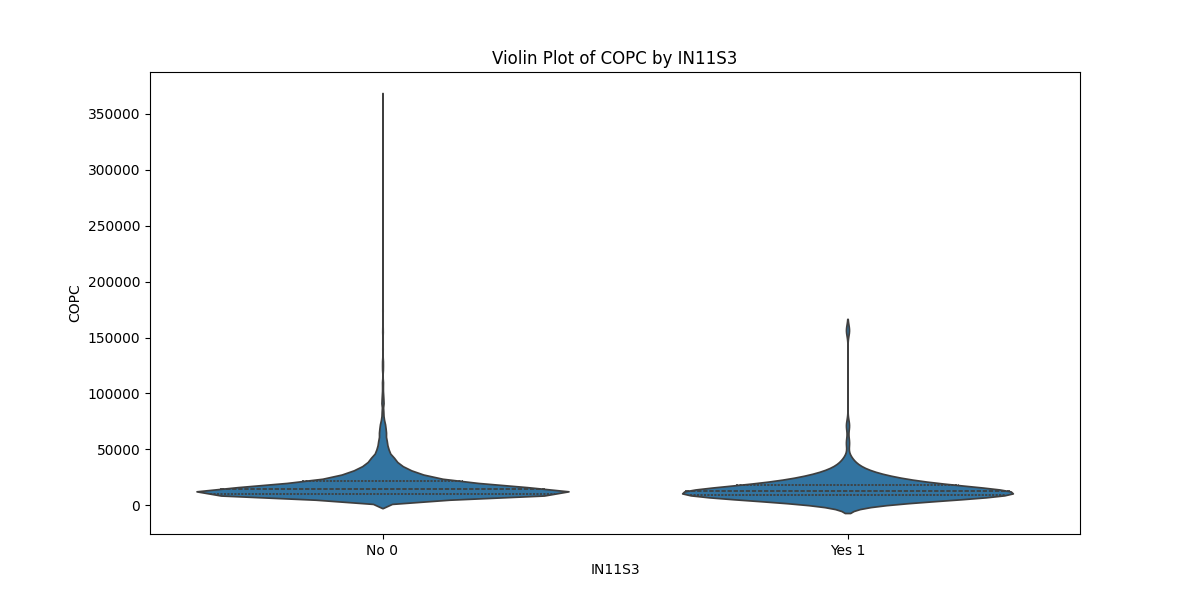 Violin Plot of COPC by IN11S3
350000
300000
250000
200000
150000
100000
50000
0
COPC
No 0
Yes 1
IN11S3